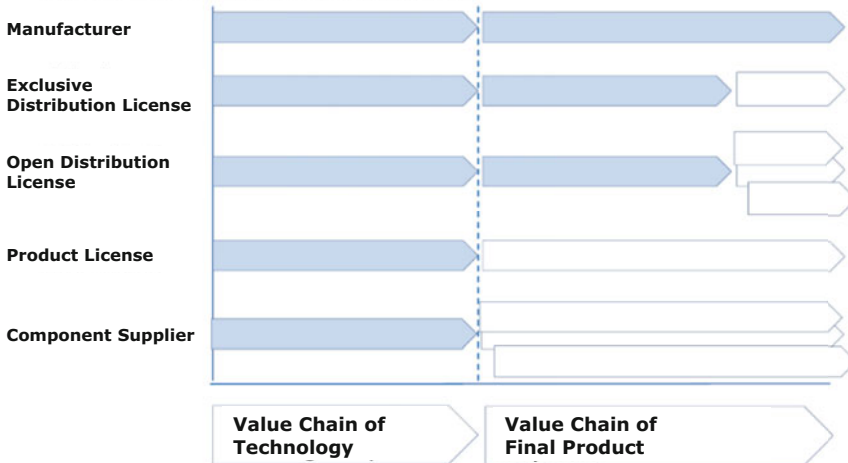 Manufacturer
Exclusive
Distribution License
Open Distribution
License
Product License
Component Supplier
Value Chain of
Technology
Value Chain of
Final Product